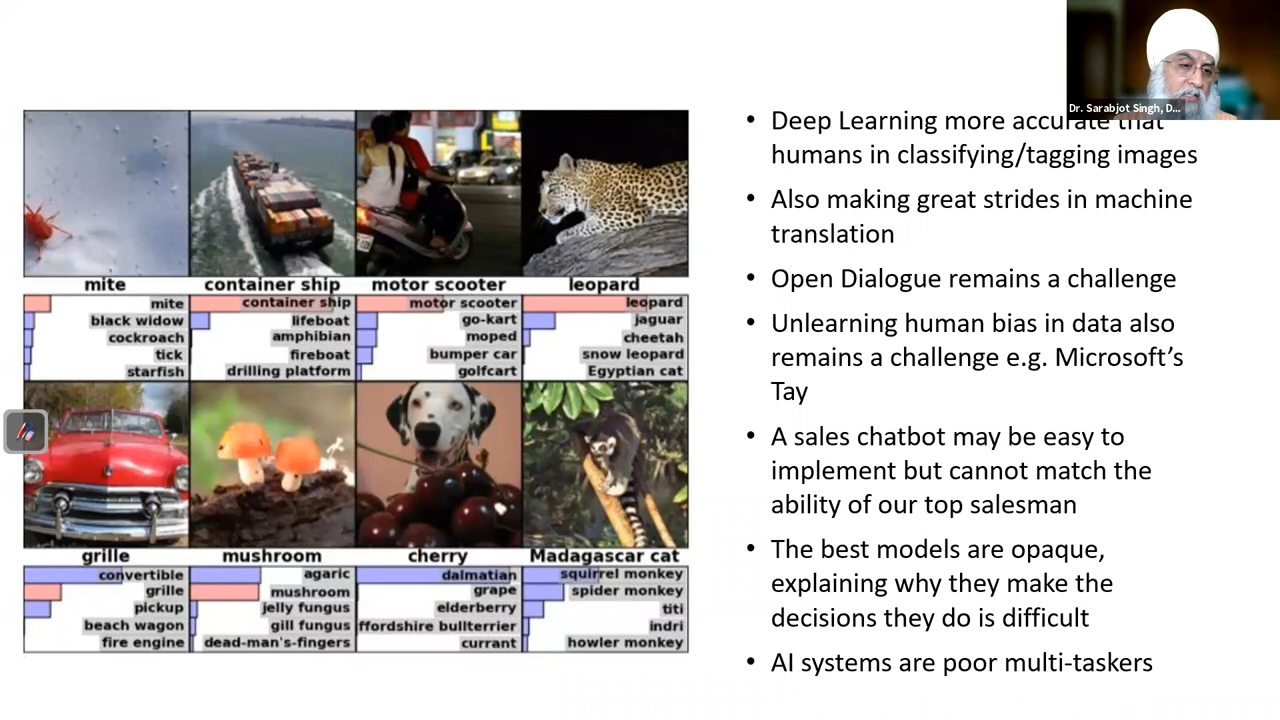 Dr. Sarabjot Singh, D...
mite
container ship
motor scooter
leopard
mite
black widow
cockroach
tick
starfish
container ship
lifeboat
amphibian
fireboat
drilling platform
motor scooter
go-kart
moped
bumper car
golfcart
leopard
jaguar
cheetah
snow leopard
Egyptian cat
grille
mushroom
cherry
Madagascar cat
convertible
grille
pickup
beach wagon
fire engine
agaric
mushroom
jelly fungus
gill fungus
dead-man's-fingers
dalmatian
grape
elderberry
ffordshire bullterrier
currant
squirrel monkey
spider monkey
titi
indri
howler monkey
• Deep Learning more accurate that
humans in classifying/tagging images
• Also making great strides in machine
translation
• Open Dialogue remains a challenge
• Unlearning human bias in data also
remains a challenge e.g. Microsoft’s
Tay
• A sales chatbot may be easy to
implement but cannot match the
ability of our top salesman
• The best models are opaque,
explaining why they make the
decisions they do is difficult
• AI systems are poor multi-taskers